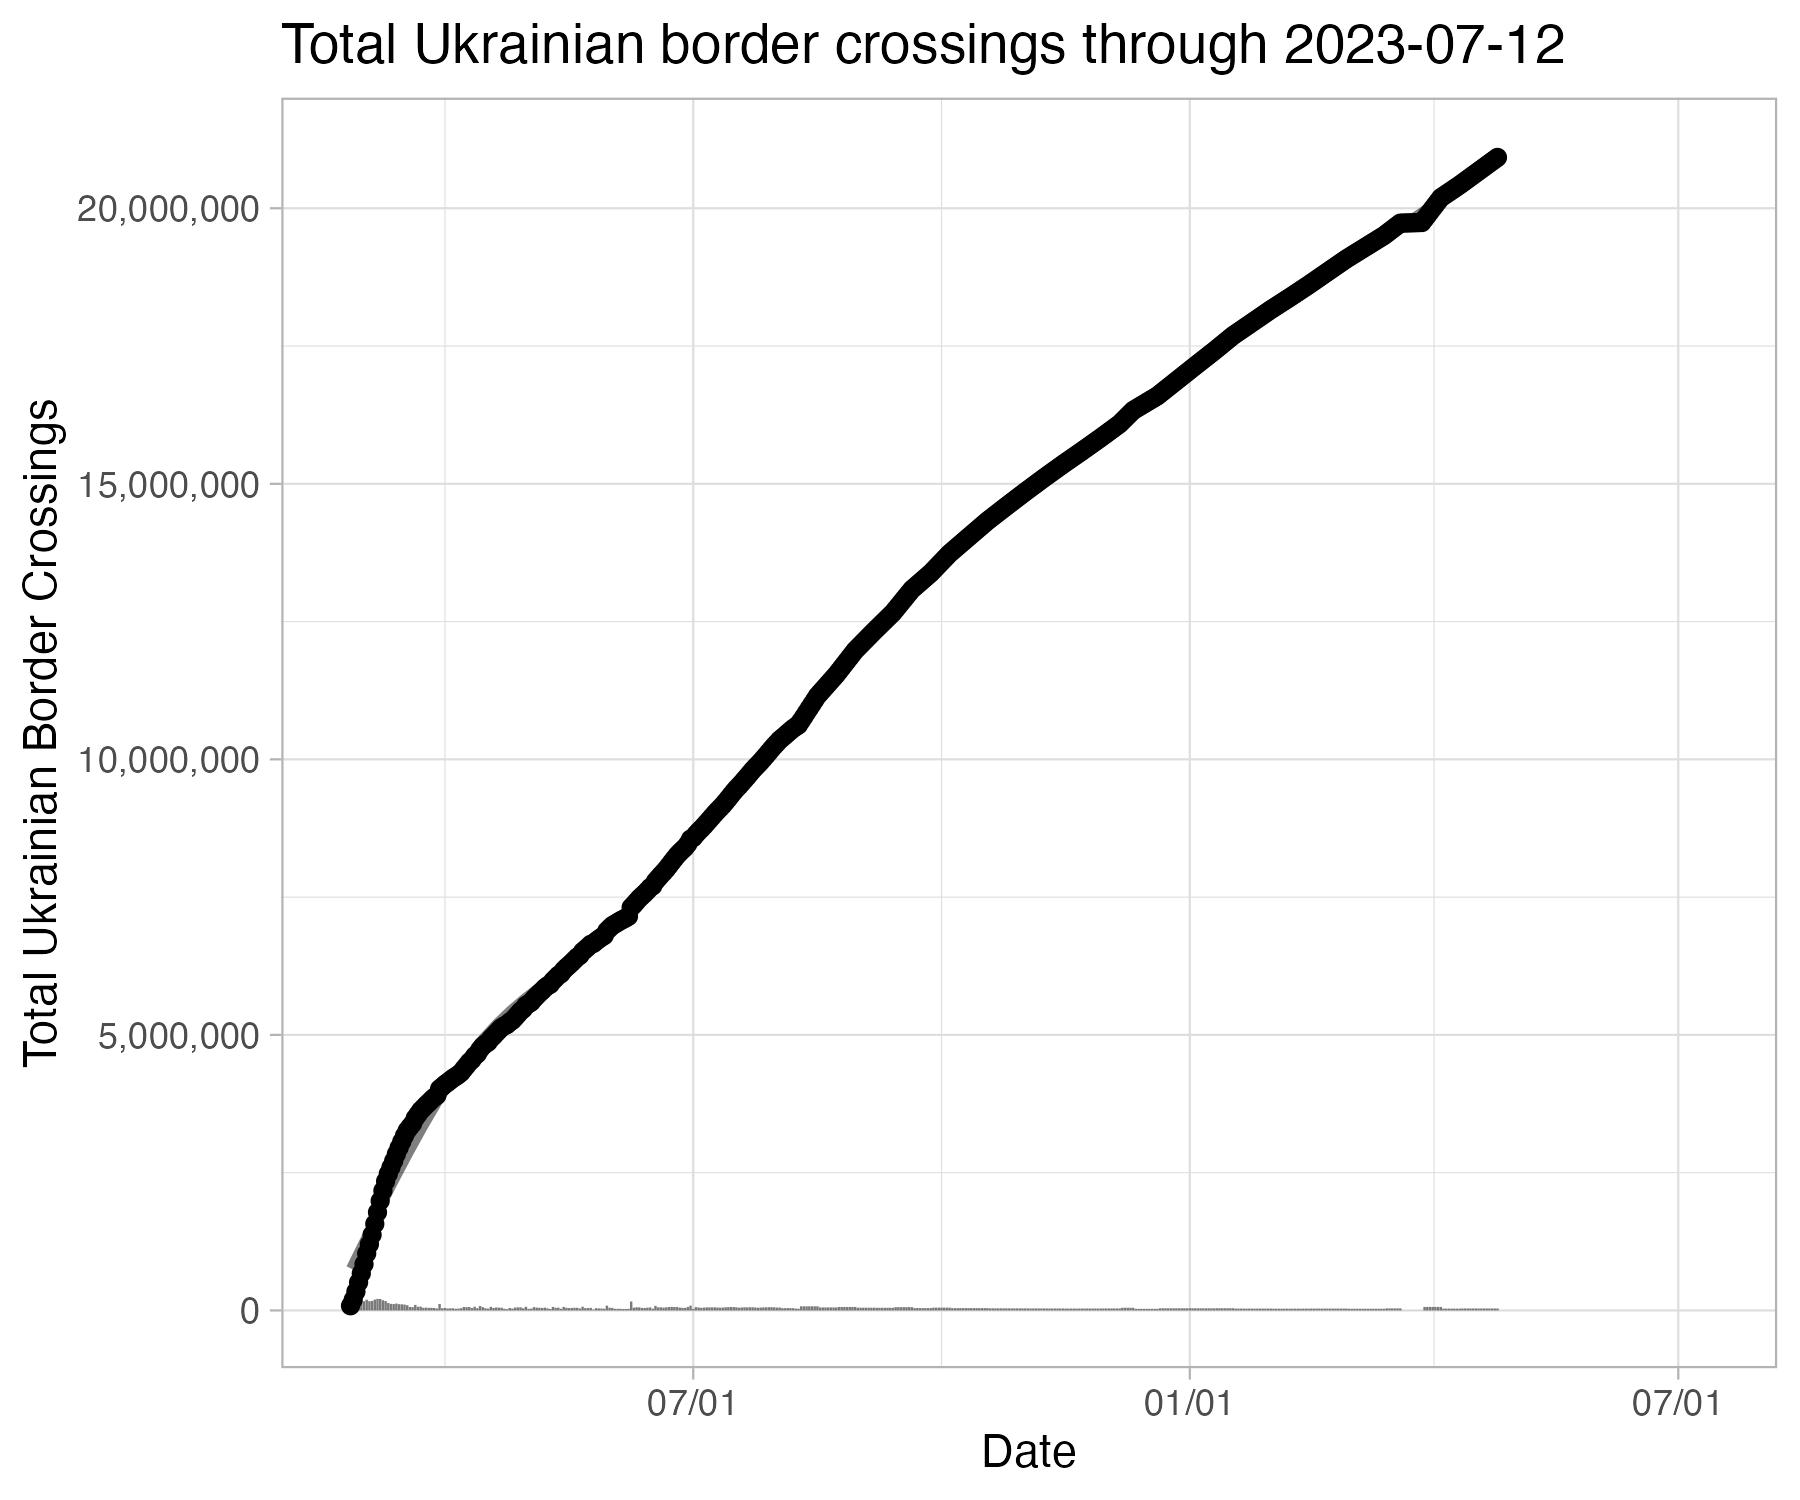 Total Ukrainian border crossings through 2023-07-12
Total Ukrainian Border Crossings
20,000,000
15,000,000
10,000,000
5,000,000
0
07/01
01/01
07/01
Date